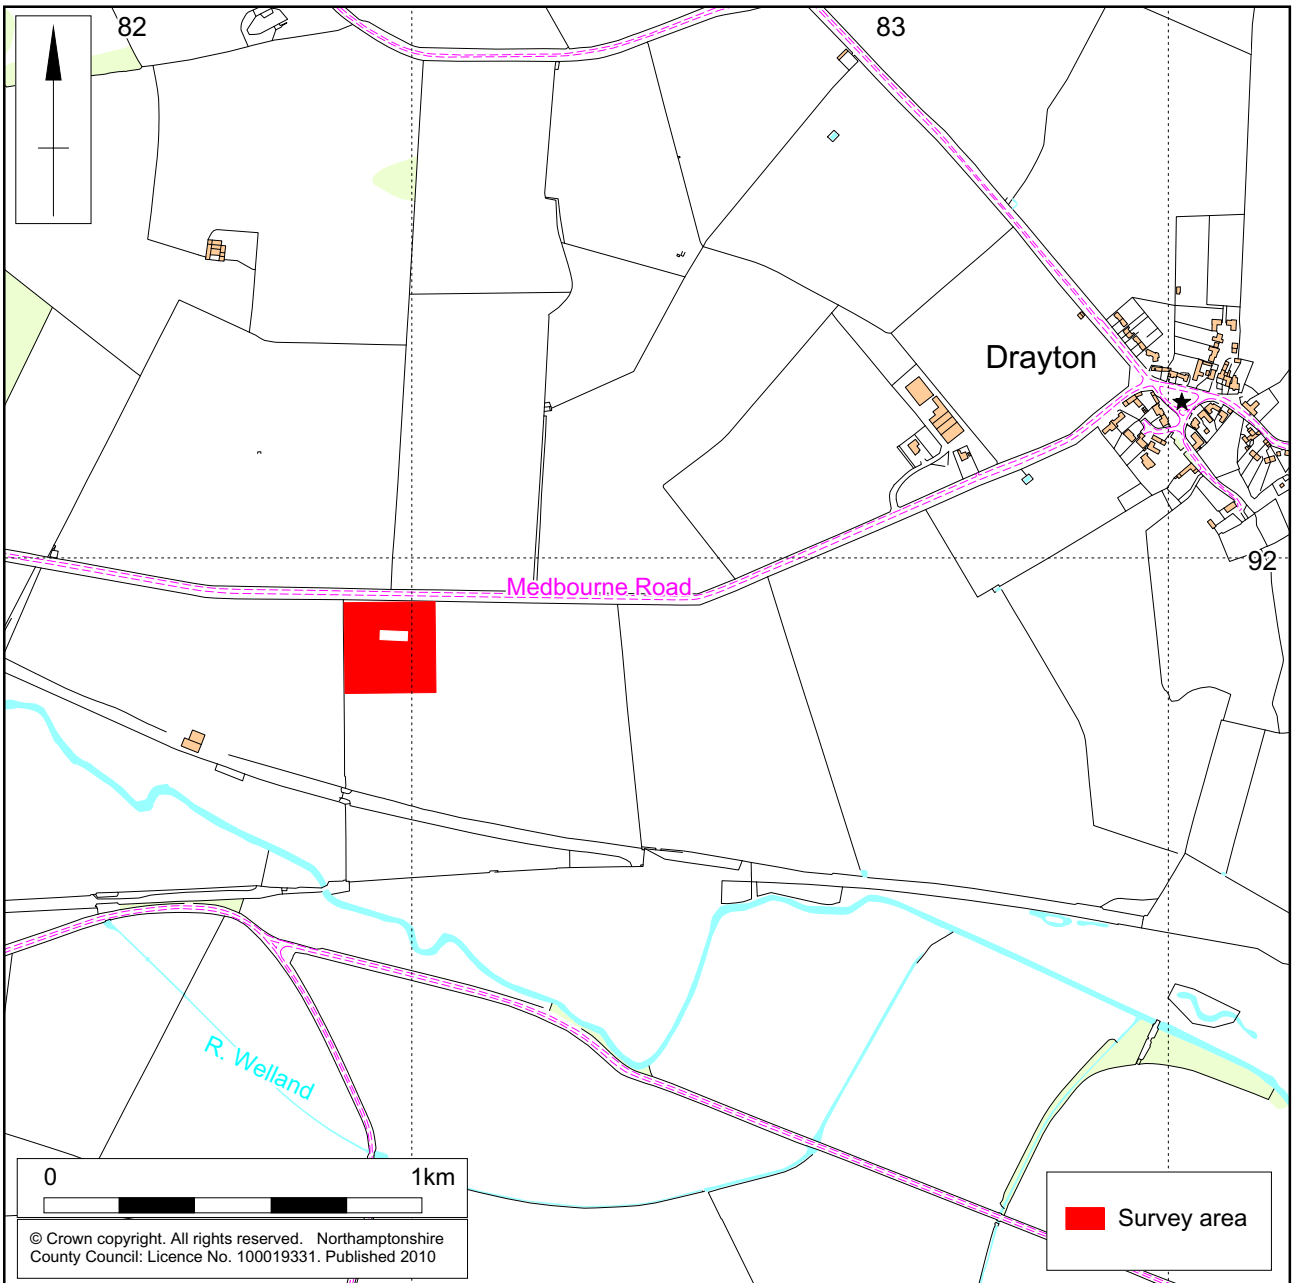 82
83
Drayton
92
Medbourne Road
R. Welland
0 1km
© Crown copyright. All rights reserved. Northamptonshire
County Council: Licence No. 100019331. Published 2010
Survey area